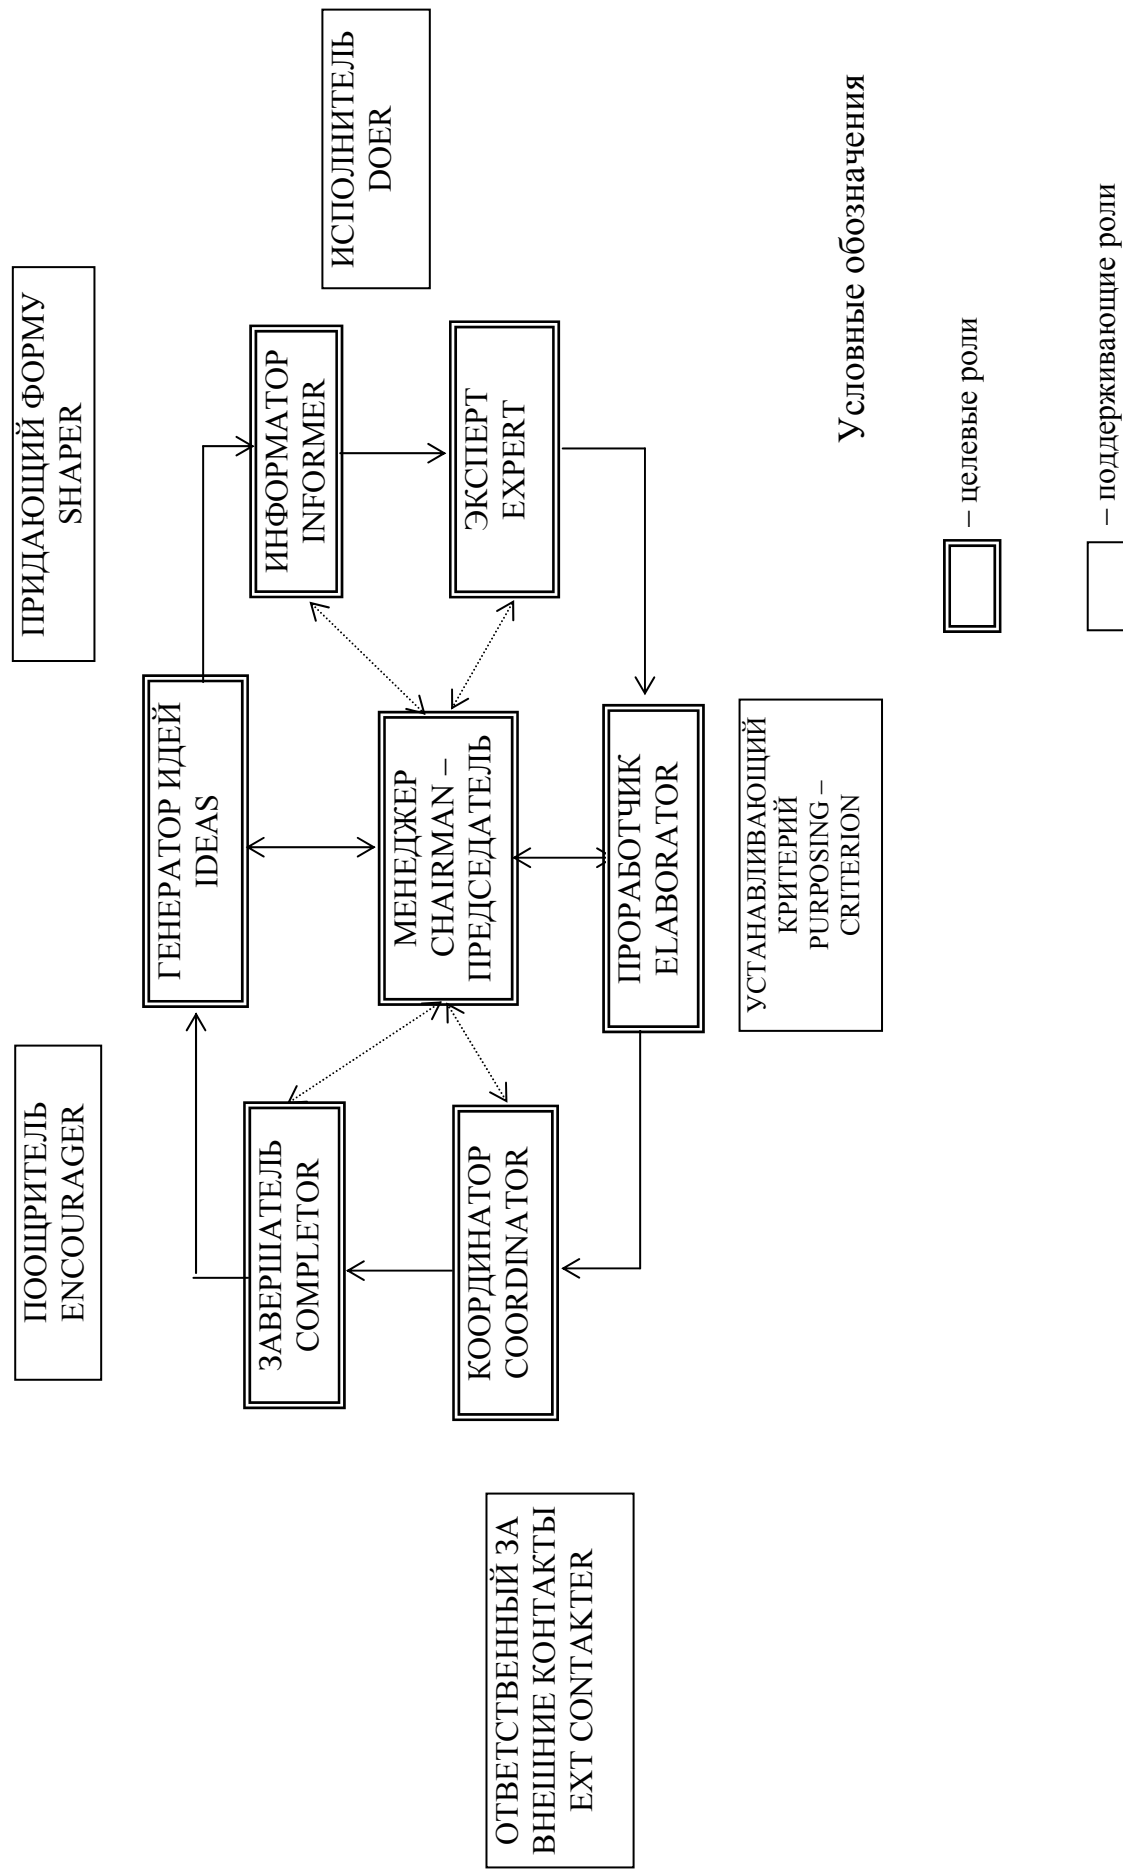 ПООЩРИТЕЛЬ
ENCOURAGER
ПРИДАЮЩИЙ ФОРМУ
SHAPER
ГЕНЕРАТОР ИДЕЙ
IDEAS
ЗАВЕРШАТЕЛЬ
COMPLETOR
ИНФОРМАТОР
INFORMER
ИСПОЛНИТЕЛЬ
DOER
МЕНЕДЖЕР
CHAIRMAN –
ПРЕДСЕДАТЕЛЬ
КООРДИНАТОР
COORDINATOR
ЭКСПЕРТ
EXPERT
ОТВЕТСТВЕННЫЙ ЗА
ВНЕШНИЕ КОНТАКТЫ
EXT CONTAKTER
ПРОРАБОТЧИК
ELABORATOR
УСТАНАВЛИВАЮЩИЙ
КРИТЕРИЙ
PURPOSING –
CRITERION
Условные обозначения
– целевые роли
– поддерживающие роли